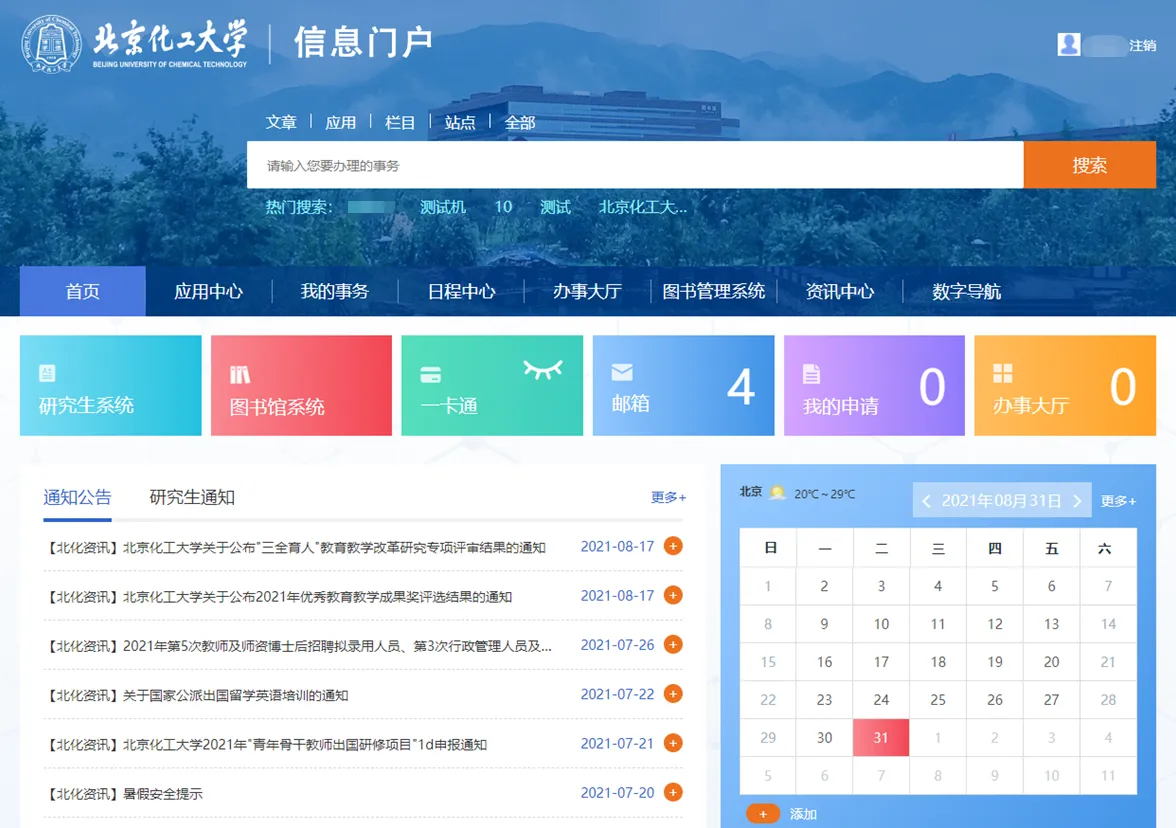 北京化工大学 信息门户
BEIJING UNIVERSITY OF CHEMICAL TECHNOLOGY
注销
文章 应用 栏目 站点 全部
请输入您要办理的事务 搜索
热门搜索： 测试机 10 测试 北京化工大...
首页 应用中心 我的事务 日程中心 办事大厅 图书管理系统 资讯中心 数字导航
研究生系统
图书馆系统
一卡通
邮箱 4
我的申请 0
办事大厅 0
通知公告 研究生通知 更多+
【北化资讯】北京化工大学关于公布"三全育人"教育教学改革研究专项评审结果的通知 2021-08-17
【北化资讯】北京化工大学关于公布2021年优秀教育教学成果奖评选结果的通知 2021-08-17
【北化资讯】2021年第5次教师及师资博士后招聘拟录用人员、第3次行政管理人员及... 2021-07-26
【北化资讯】关于国家公派出国留学英语培训的通知 2021-07-22
【北化资讯】北京化工大学2021年"青年骨干教师出国研修项目"1d申报通知 2021-07-21
【北化资讯】暑假安全提示 2021-07-20
北京 20℃~29℃ 2021年08月31日 更多+
日 一 二 三 四 五 六
1 2 3 4 5 6 7
8 9 10 11 12 13 14
15 16 17 18 19 20 21
22 23 24 25 26 27 28
29 30 31 1 2 3 4
5 6 7 8 9 10 11
+ 添加